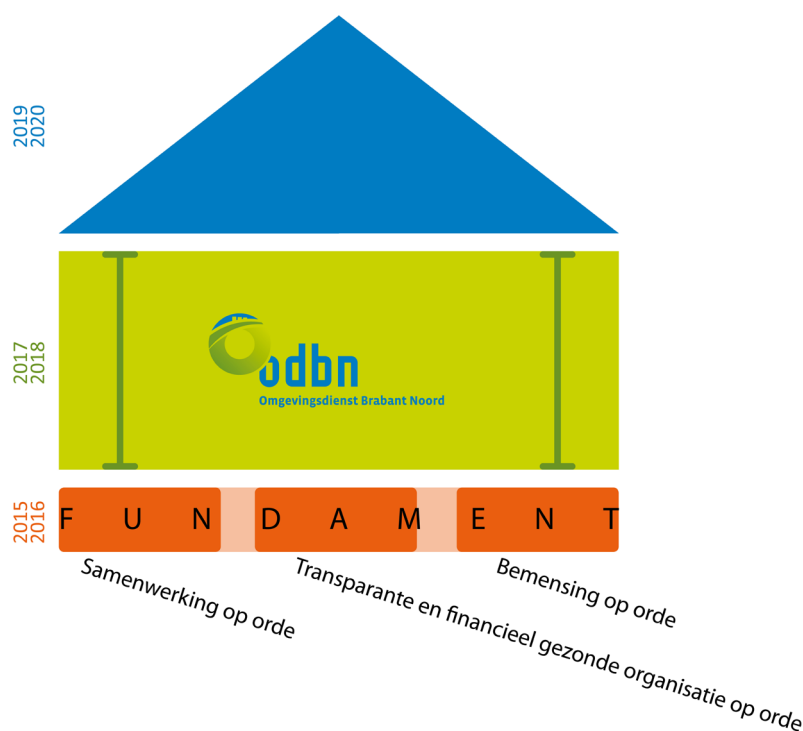 2019
2020
2017
2018
odbn
Omgevingsdienst Brabant Noord
2015
2016
FUNDAMENT
Samenwerking op orde
Transparante en financieel gezonde organisatie op orde
Bemensing op orde